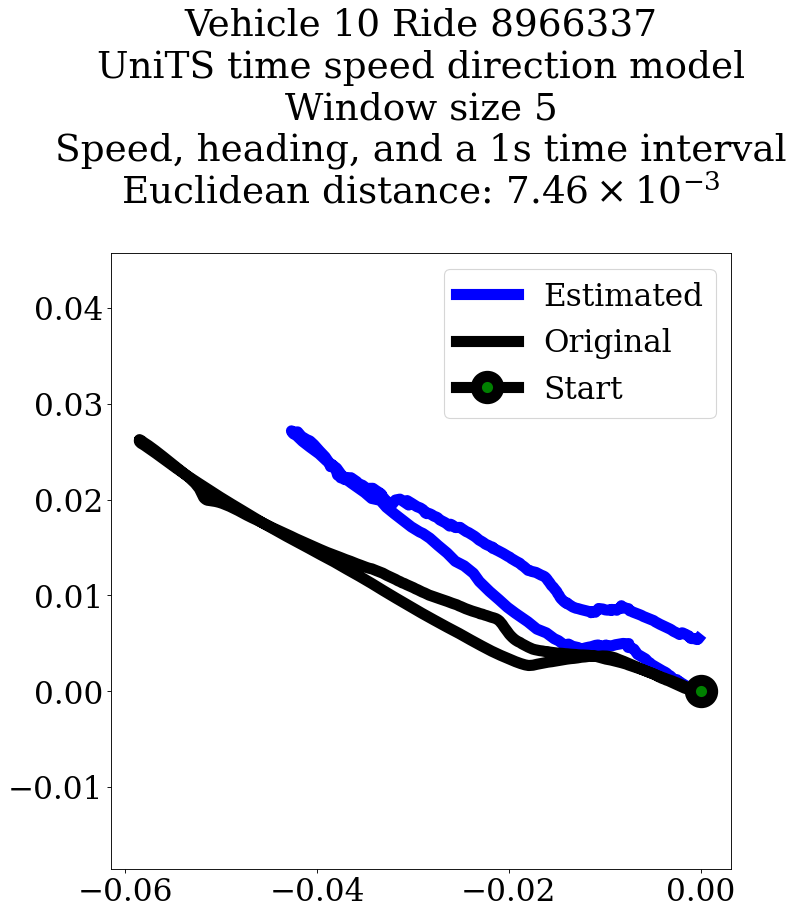 Vehicle 10 Ride 8966337
UniTS time speed direction model
Window size 5
Speed, heading, and a 1s time interval
Euclidean distance: 7.46 × 10⁻³
Estimated
Original
Start
0.04
0.03
0.02
0.01
0.00
−0.01
−0.06
−0.04
−0.02
0.00